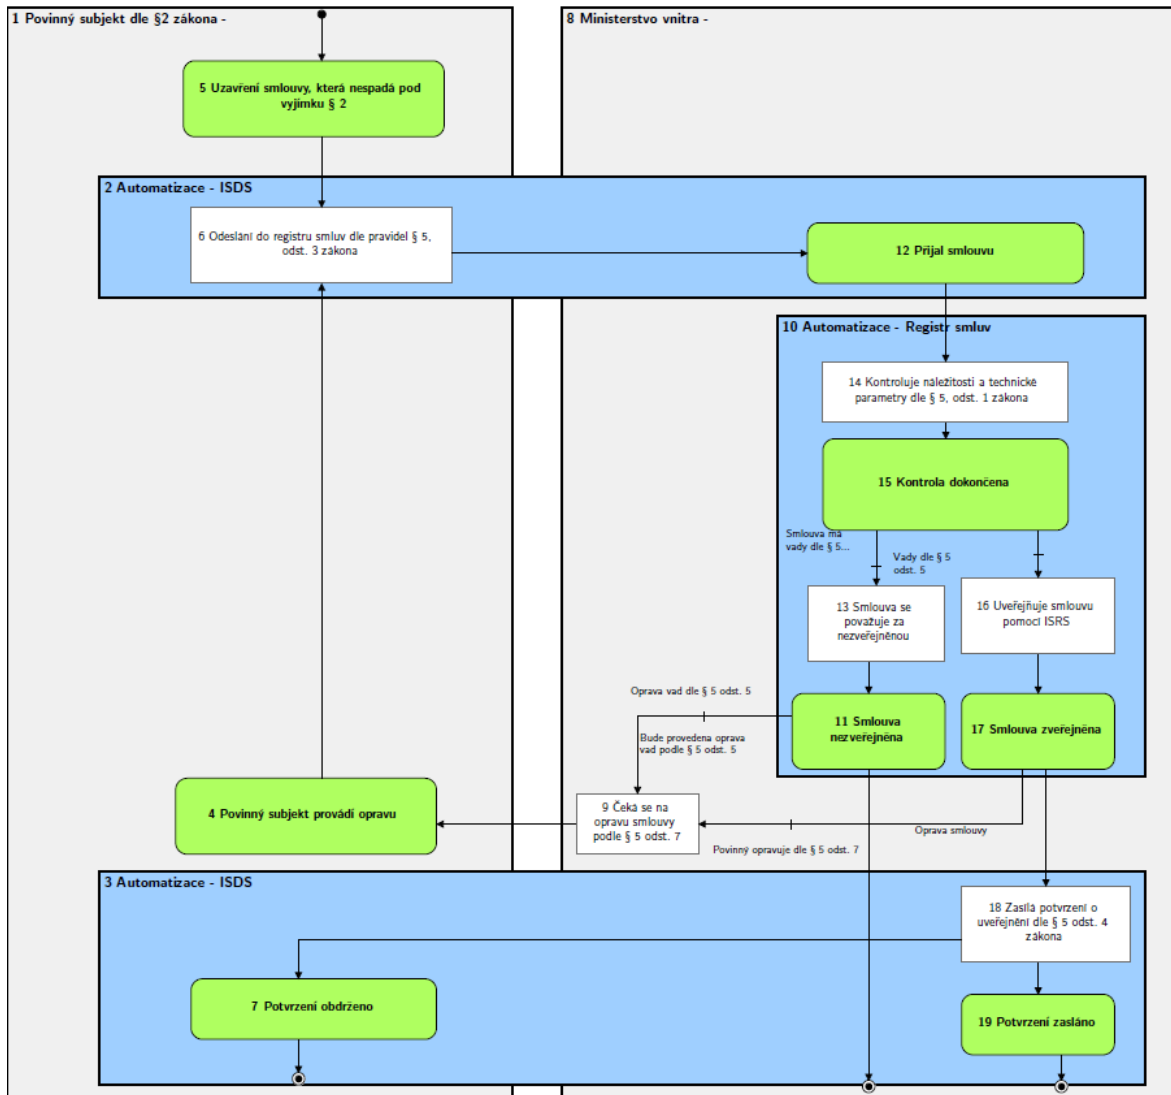 1 Povinný subjekt dle §2 zákona -
8 Ministerstvo vnitra -
5 Uzavření smlouvy, která nespadá pod
vyjímku § 2
2 Automatizace - ISDS
6 Odeslání do registru smluv dle pravidel § 5,
odst. 3 zákona
12 Přijal smlouvu
10 Automatizace - Registr smluv
14 Kontroluje náležitosti a technické
parametry dle § 5, odst. 1 zákona
15 Kontrola dokončena
Smlouva má
vady dle § 5...
Vady dle § 5
odst. 5
13 Smlouva se
považuje za
nezveřejněnou
16 Uveřejňuje smlouvu
pomocí ISRS
Oprava vad dle § 5 odst. 5
11 Smlouva
nezveřejněna
17 Smlouva zveřejněna
Bude provedena oprava
vad podle § 5 odst. 5
4 Povinný subjekt provádí opravu
9 Čeká se na
opravu smlouvy
podle § 5 odst. 7
Oprava smlouvy
Povinný opravuje dle § 5 odst. 7
3 Automatizace - ISDS
18 Zasílá potvrzení o
uveřejnění dle § 5 odst. 4
zákona
7 Potvrzení obdrženo
19 Potvrzení zasláno